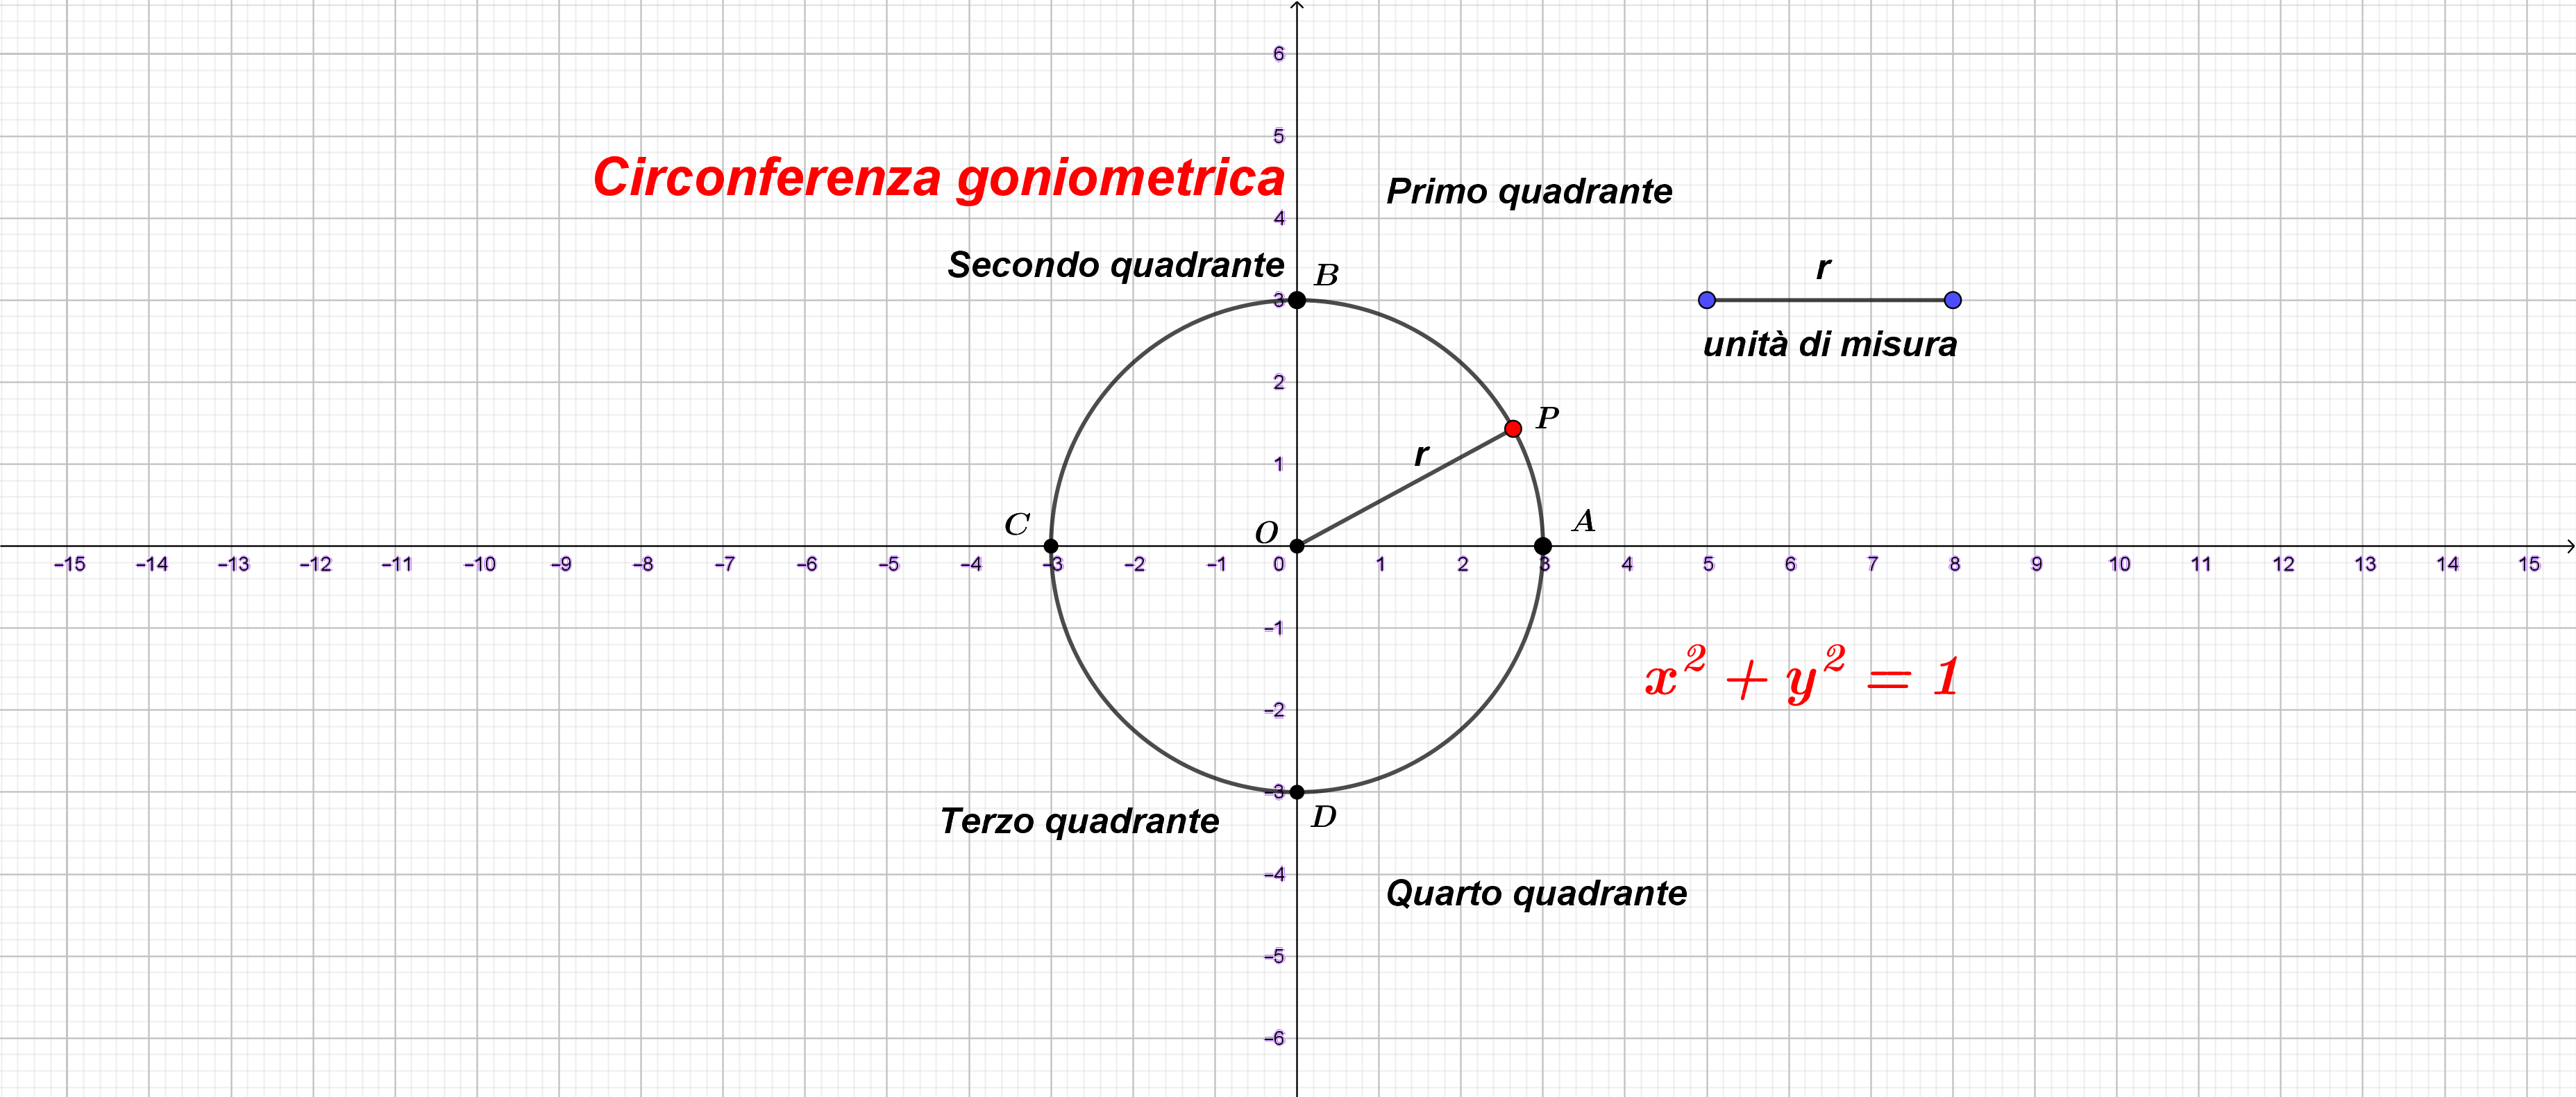 6
5
Circonferenza goniometrica
Primo quadrante
4
Secondo quadrante
B
r
3
unità di misura
2
P
r
1
C
O
A
-15 -14 -13 -12 -11 -10 -9 -8 -7 -6 -5 -4 -3 -2 -1 0 1 2 3 4 5 6 7 8 9 10 11 12 13 14 15
-1
x² + y² = 1
-2
-3
Terzo quadrante
D
-4
Quarto quadrante
-5
-6